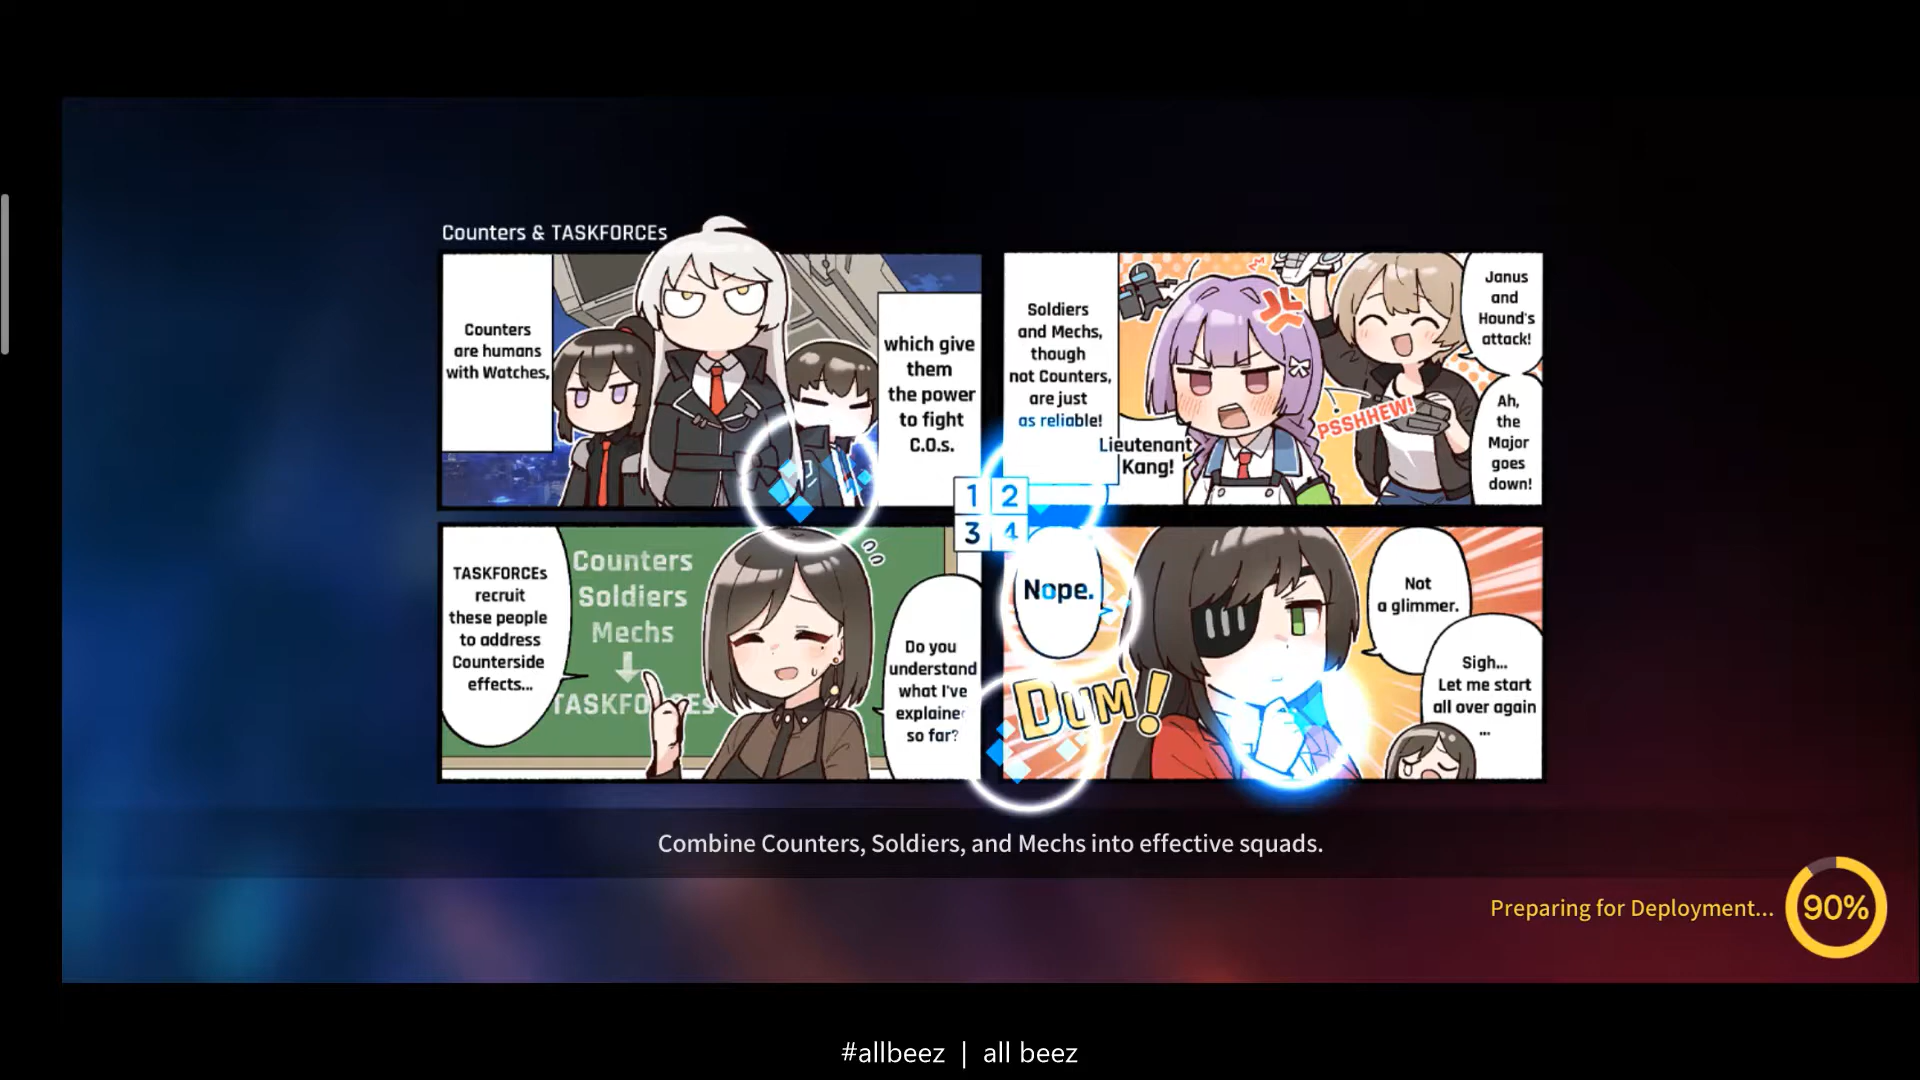 Counters & TASKFORCEs
Counters
are humans
with Watches,
which give
them
the power
to fight
C.O.s.
Soldiers
and Mechs,
though
not Counters,
are just
as reliable!
Lieutenant
Kang!
PSSHHEW!
Janus
and
Hound's
attack!
Ah,
the
Major
goes
down!
1 2
3 4
TASKFORCEs
recruit
these people
to address
Counterside
effects...
Counters
Soldiers
Mechs
TASKFORCEs
Do you
understand
what I've
explained
so far?
Nope.
DUM!
Not
a glimmer.
Sigh...
Let me start
all over again
...
Combine Counters, Soldiers, and Mechs into effective squads.
Preparing for Deployment... 90%
#allbeez | all beez